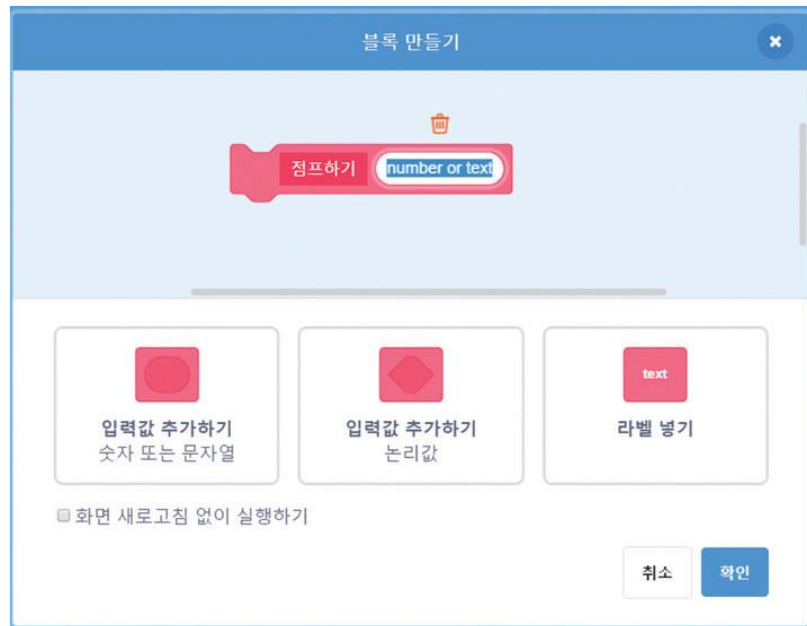 블록 만들기
점프하기 number or text
text
입력값 추가하기
숫자 또는 문자열
입력값 추가하기
논리값
라벨 넣기
화면 새로고침 없이 실행하기
취소 확인